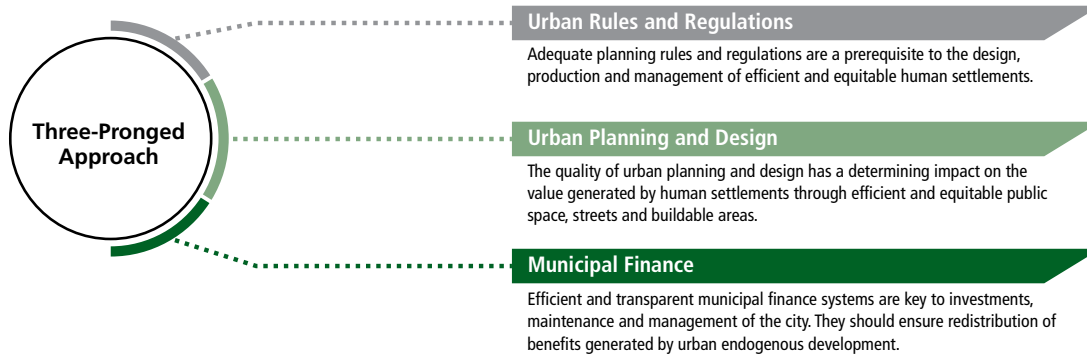 Three-Pronged
Approach
Urban Rules and Regulations
Adequate planning rules and regulations are a prerequisite to the design,
production and management of efficient and equitable human settlements.
Urban Planning and Design
The quality of urban planning and design has a determining impact on the
value generated by human settlements through efficient and equitable public
space, streets and buildable areas.
Municipal Finance
Efficient and transparent municipal finance systems are key to investments,
maintenance and management of the city. They should ensure redistribution of
benefits generated by urban endogenous development.